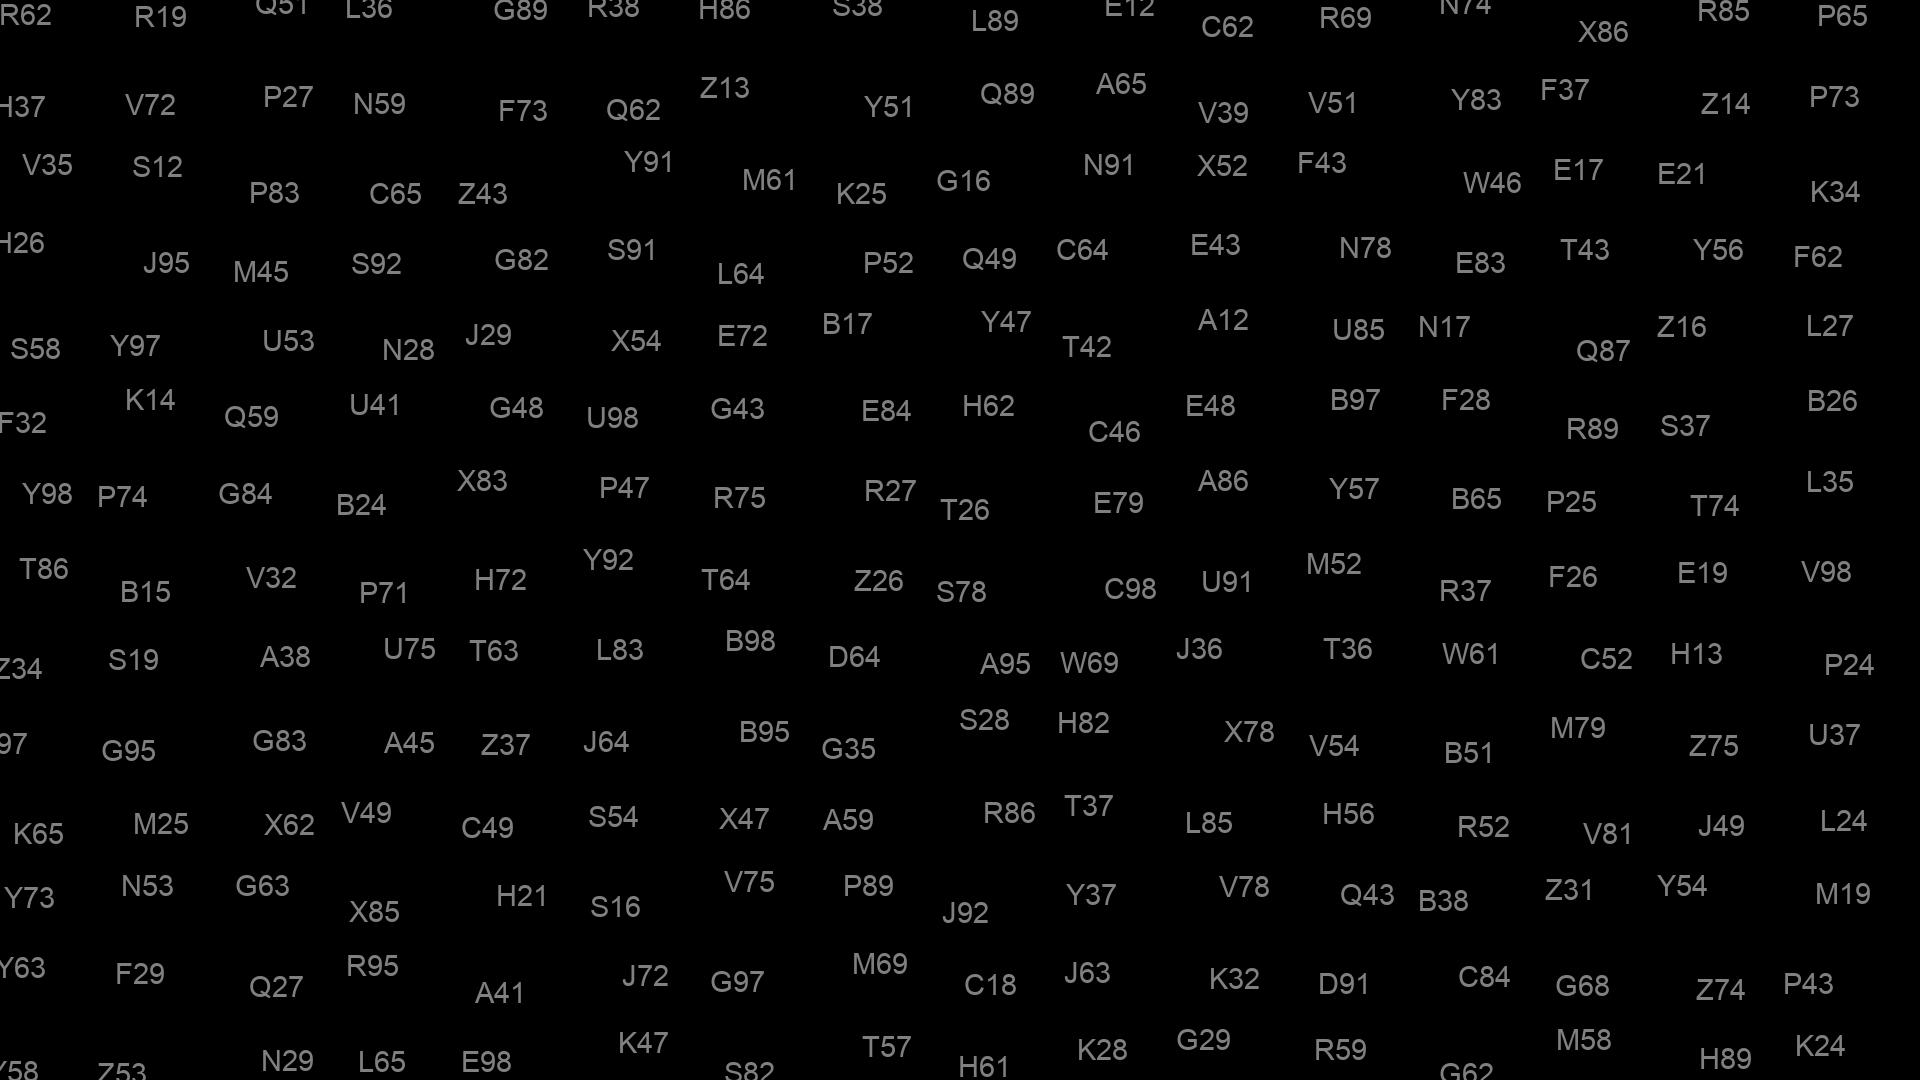 R62 R19 Q51 L36 G89 R38 H86 S38 L89 E12 C62 R69 N74 X86 R85 P65
H37 V72 P27 N59 F73 Q62 Z13 Y51 Q89 A65 V39 V51 Y83 F37 Z14 P73
V35 S12 P83 C65 Z43 Y91 M61 K25 G16 N91 X52 F43 W46 E17 E21 K34
H26 J95 M45 S92 G82 S91 L64 P52 Q49 C64 E43 N78 E83 T43 Y56 F62
S58 Y97 U53 N28 J29 X54 E72 B17 Y47 T42 A12 U85 N17 Q87 Z16 L27
F32 K14 Q59 U41 G48 U98 G43 E84 H62 C46 E48 B97 F28 R89 S37 B26
Y98 P74 G84 B24 X83 P47 R75 R27 T26 E79 A86 Y57 B65 P25 T74 L35
T86 B15 V32 P71 H72 Y92 T64 Z26 S78 C98 U91 M52 R37 F26 E19 V98
Z34 S19 A38 U75 T63 L83 B98 D64 A95 W69 J36 T36 W61 C52 H13 P24
97 G95 G83 A45 Z37 J64 B95 G35 S28 H82 X78 V54 B51 M79 Z75 U37
K65 M25 X62 V49 C49 S54 X47 A59 R86 T37 L85 H56 R52 V81 J49 L24
Y73 N53 G63 X85 H21 S16 V75 P89 J92 Y37 V78 Q43 B38 Z31 Y54 M19
Y63 F29 Q27 R95 A41 J72 G97 M69 C18 J63 K32 D91 C84 G68 Z74 P43
58 Z53 N29 L65 E98 K47 S82 T57 H61 K28 G29 R59 G62 M58 H89 K24